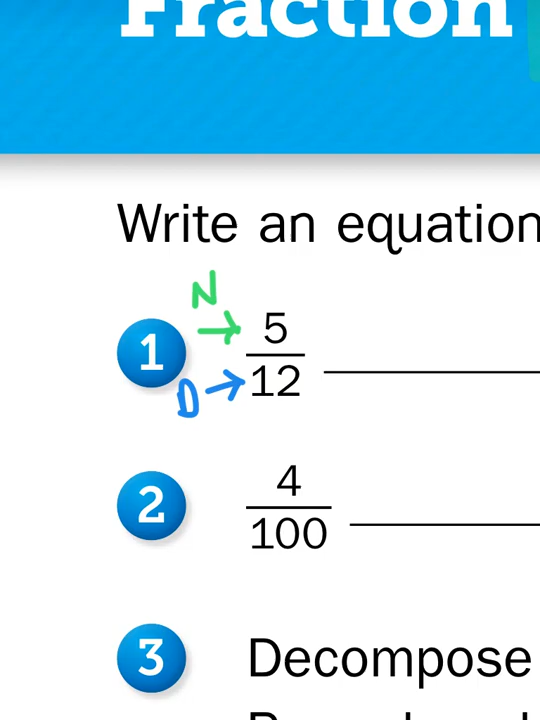 Fraction
Write an equation
N
1 → 5/12
D →
2 4/100
3 Decompose